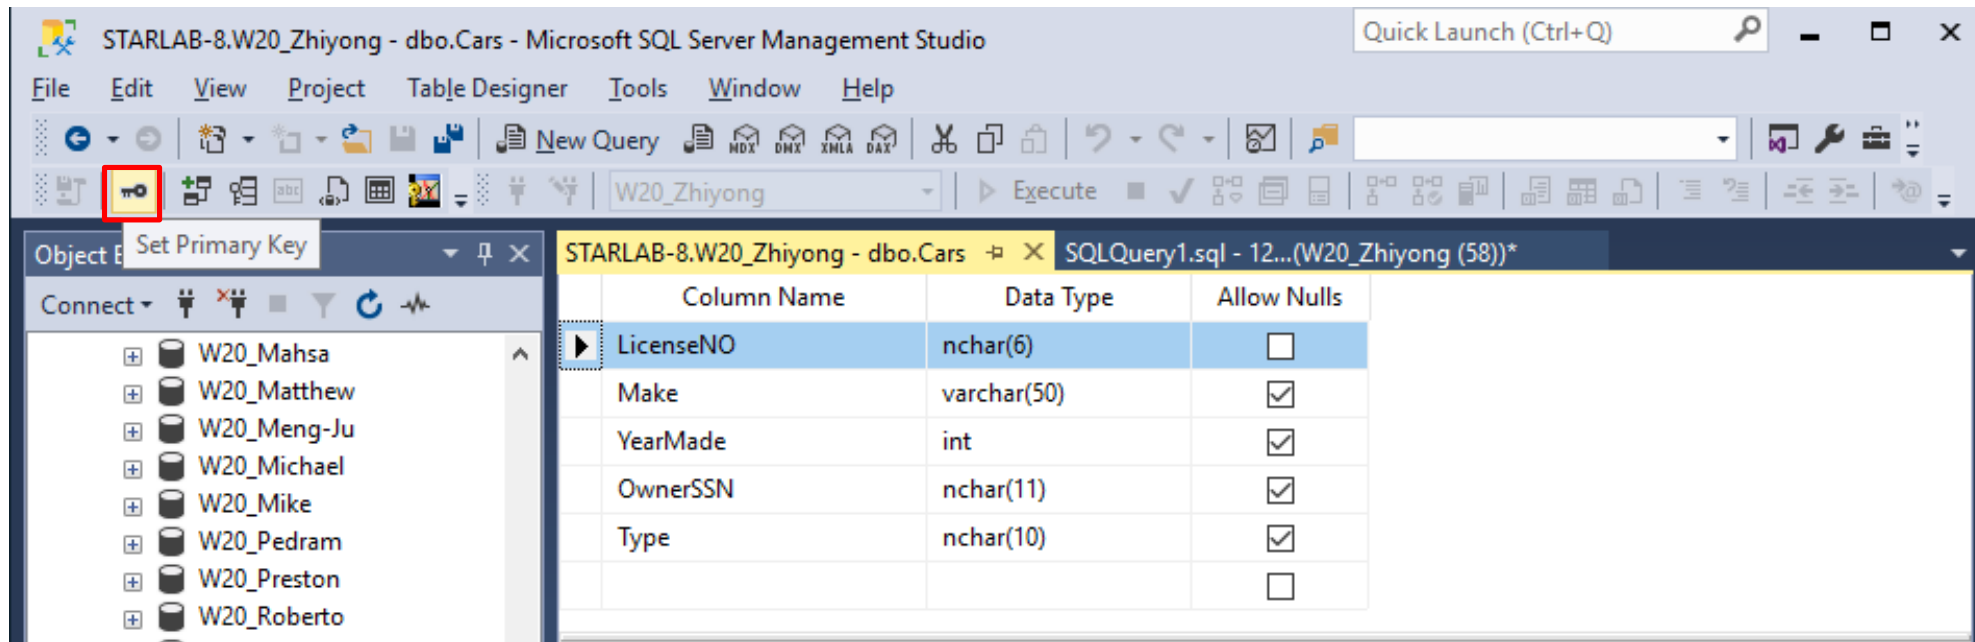 STARLAB-8.W20_Zhiyong - dbo.Cars - Microsoft SQL Server Management Studio
Quick Launch (Ctrl+Q)
File Edit View Project Table Designer Tools Window Help
New Query MDX DMX XMLA DAX
abc W20_Zhiyong Execute
Set Primary Key
Object E
STARLAB-8.W20_Zhiyong - dbo.Cars
SQLQuery1.sql - 12...(W20_Zhiyong (58))*
Connect
Column Name Data Type Allow Nulls
LicenseNO nchar(6)
Make varchar(50)
YearMade int
OwnerSSN nchar(11)
Type nchar(10)
W20_Mahsa
W20_Matthew
W20_Meng-Ju
W20_Michael
W20_Mike
W20_Pedram
W20_Preston
W20_Roberto